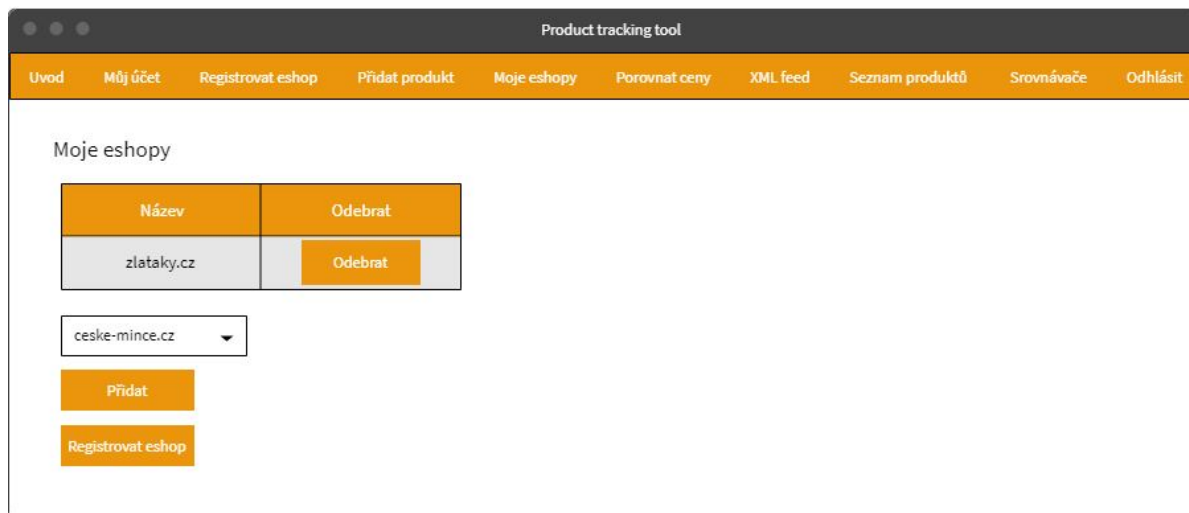 Product tracking tool
Uvod Můj účet Registrovat eshop Přidat produkt Moje eshopy Porovnat ceny XML feed Seznam produktů Srovnávače Odhlásit
Moje eshopy
Název Odebrat
zlataky.cz Odebrat
ceske-mince.cz
Přidat
Registrovat eshop